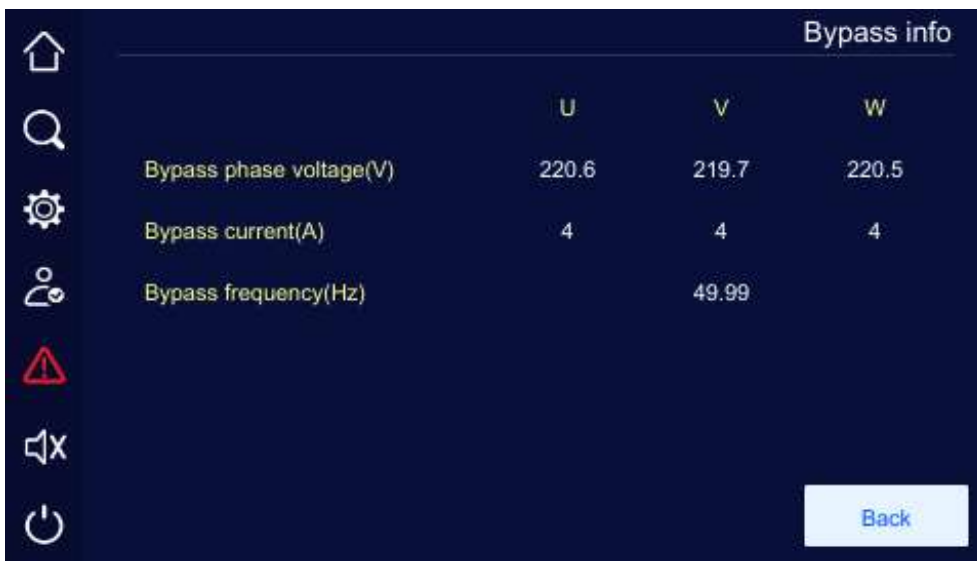 Bypass info
U V W
Bypass phase voltage(V) 220.6 219.7 220.5
Bypass current(A) 4 4 4
Bypass frequency(Hz) 49.99
Back